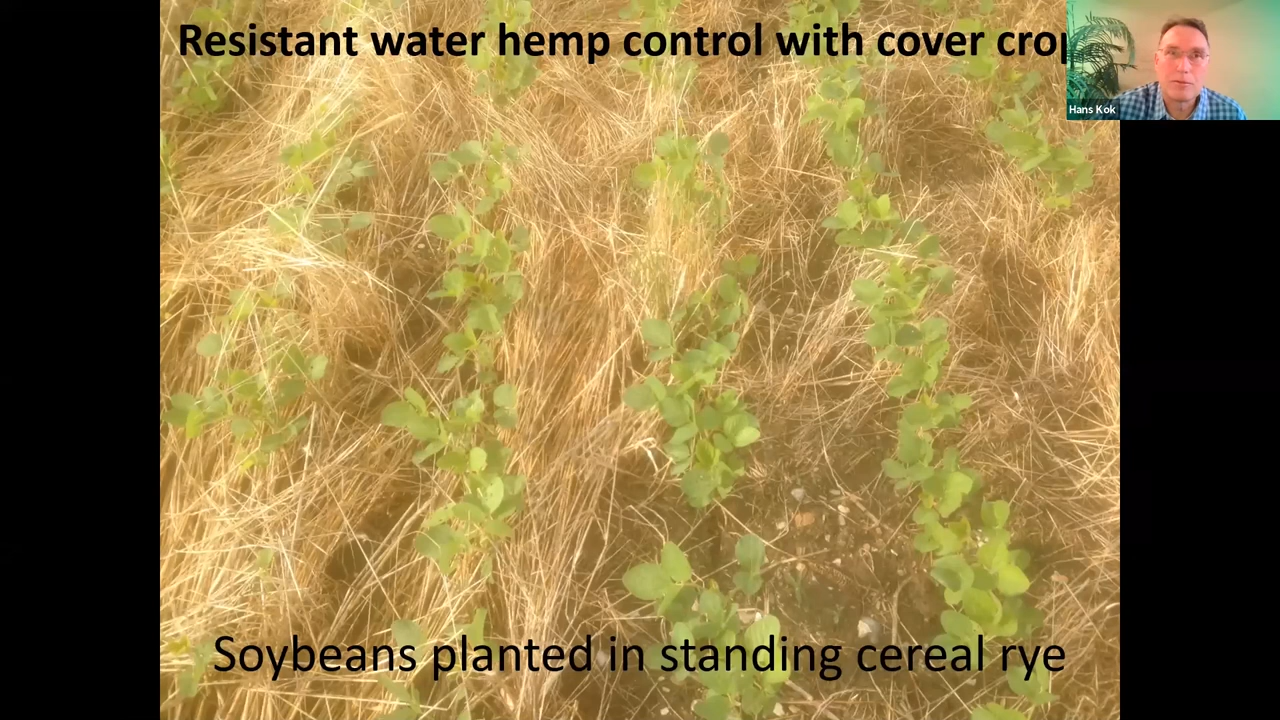 Resistant water hemp control with cover crop
Hans Kok
Soybeans planted in standing cereal rye